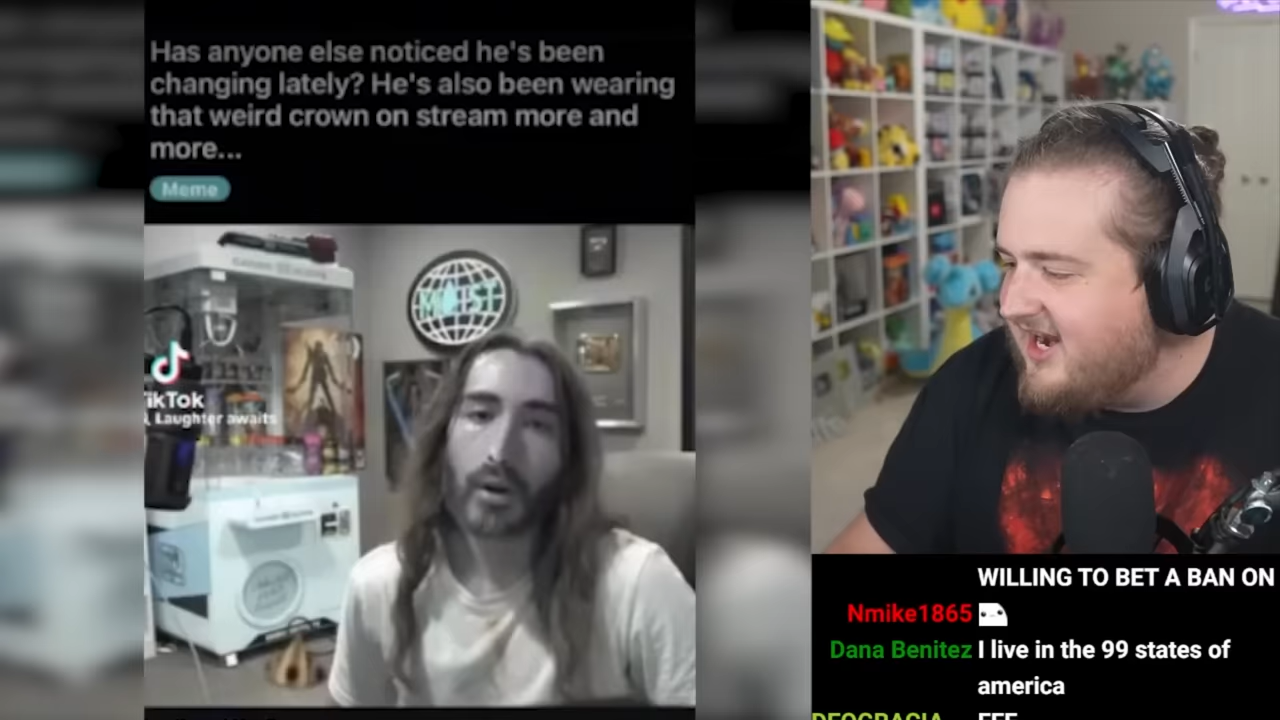 Has anyone else noticed he's been
changing lately? He's also been wearing
that weird crown on stream more and
more...
Meme
MOIST
TikTok
Laughter awaits
WILLING TO BET A BAN ON
Nmike1865
Dana Benitez I live in the 99 states of
america